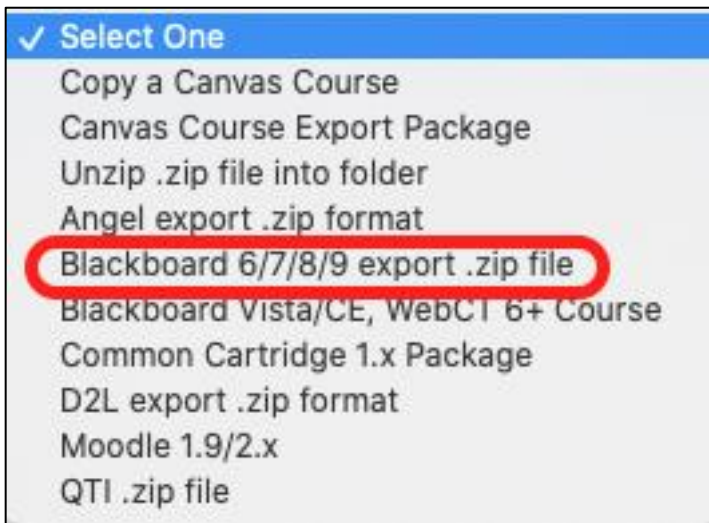 ✓ Select One
Copy a Canvas Course
Canvas Course Export Package
Unzip .zip file into folder
Angel export .zip format
Blackboard 6/7/8/9 export .zip file
Blackboard Vista/CE, WebCT 6+ Course
Common Cartridge 1.x Package
D2L export .zip format
Moodle 1.9/2.x
QTI .zip file